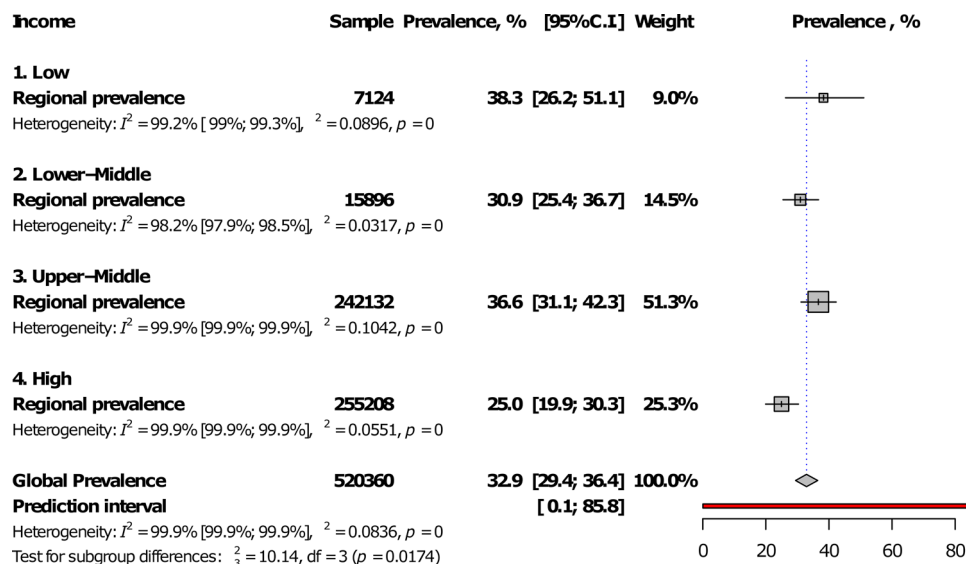 Income Sample Prevalence, % [95%C.I] Weight Prevalence , %
1. Low
Regional prevalence 7124 38.3 [26.2; 51.1] 9.0%
Heterogeneity: I² = 99.2% [ 99%; 99.3%], ² = 0.0896, p = 0
2. Lower−Middle
Regional prevalence 15896 30.9 [25.4; 36.7] 14.5%
Heterogeneity: I² = 98.2% [97.9%; 98.5%], ² = 0.0317, p = 0
3. Upper−Middle
Regional prevalence 242132 36.6 [31.1; 42.3] 51.3%
Heterogeneity: I² = 99.9% [99.9%; 99.9%], ² = 0.1042, p = 0
4. High
Regional prevalence 255208 25.0 [19.9; 30.3] 25.3%
Heterogeneity: I² = 99.9% [99.9%; 99.9%], ² = 0.0551, p = 0
Global Prevalence 520360 32.9 [29.4; 36.4] 100.0%
Prediction interval [ 0.1; 85.8]
Heterogeneity: I² = 99.9% [99.9%; 99.9%], ² = 0.0836, p = 0
Test for subgroup differences: ²₃ = 10.14, df = 3 (p = 0.0174)
0 20 40 60 80